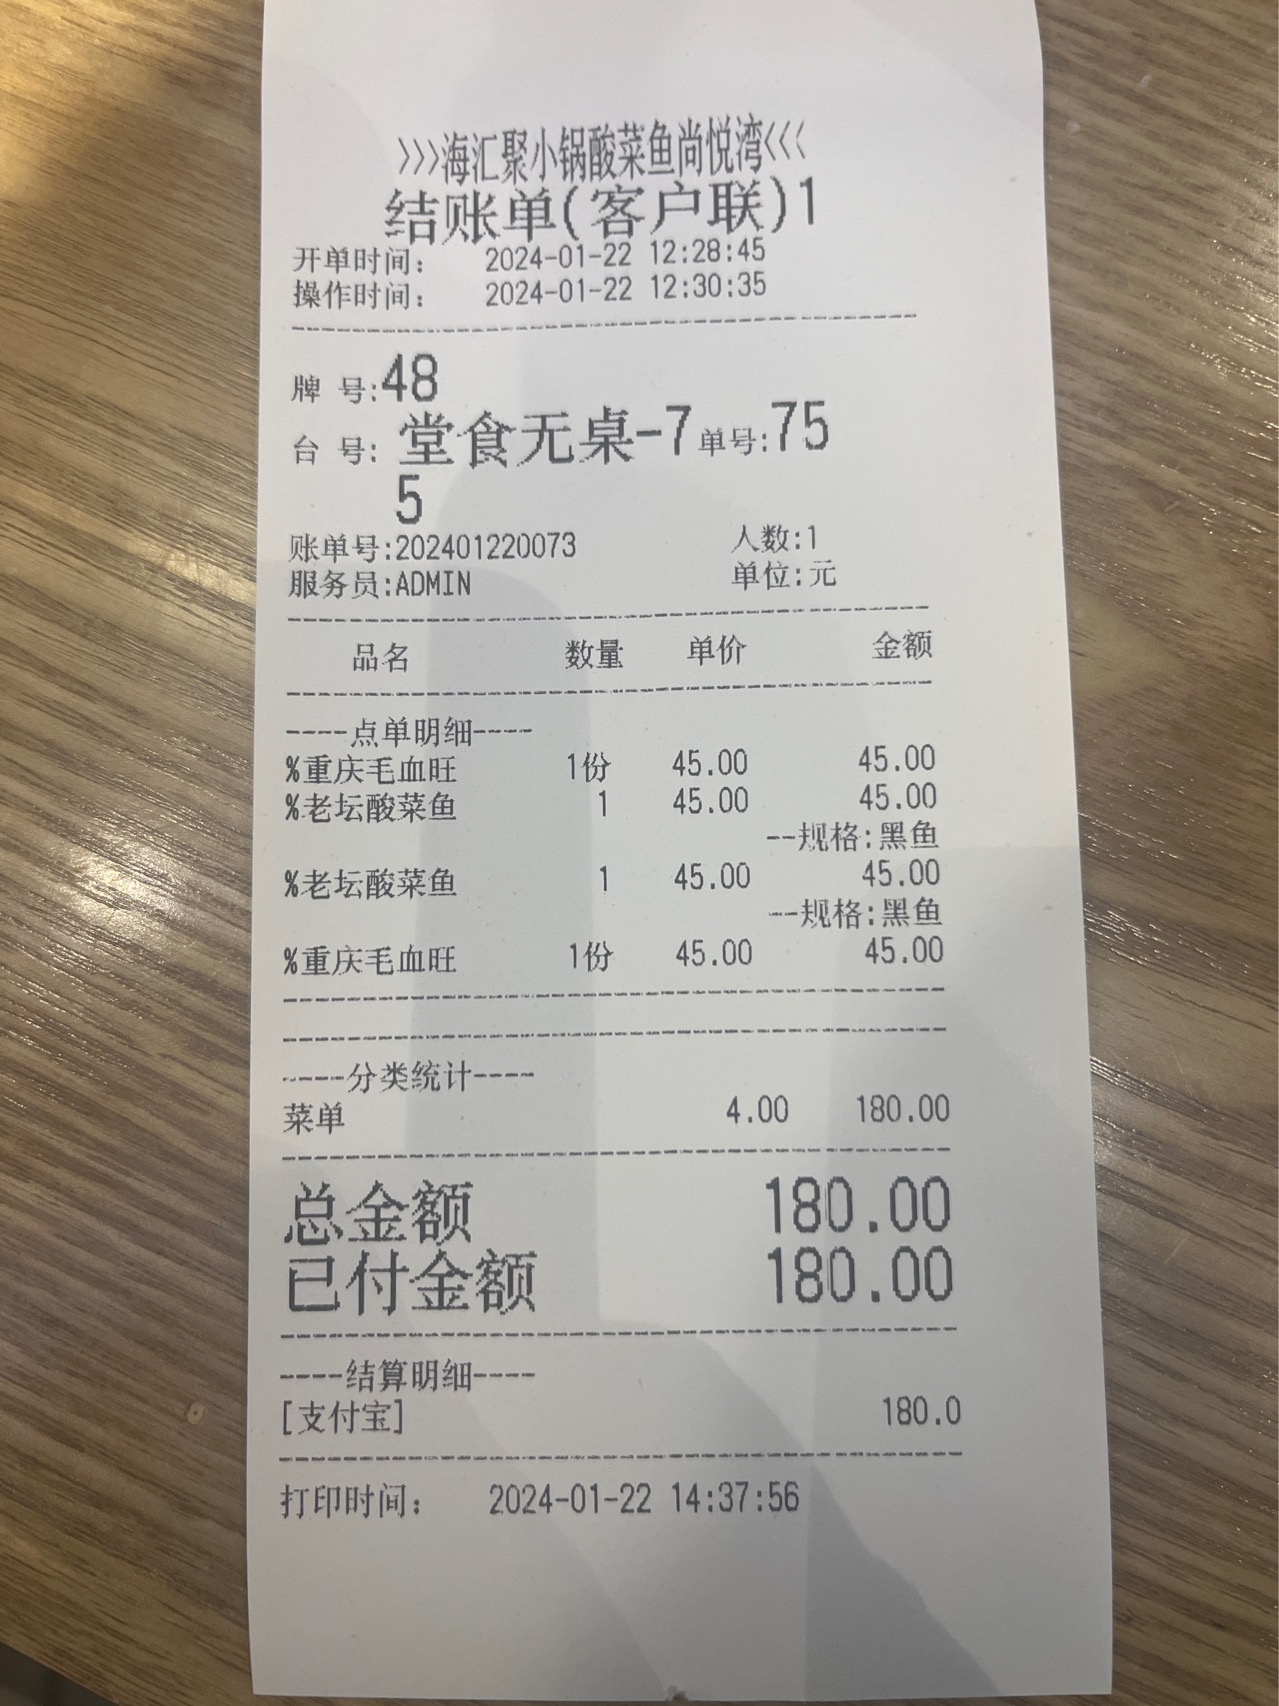 >>>海汇聚小锅酸菜鱼尚悦湾<<<
结账单(客户联)1
开单时间： 2024-01-22 12:28:45
操作时间： 2024-01-22 12:30:35
牌 号:48
台 号: 堂食无桌-7 单号:75
5
账单号:202401220073 人数:1
服务员:ADMIN 单位:元
品名 数量 单价 金额
----点单明细----
%重庆毛血旺 1份 45.00 45.00
%老坛酸菜鱼 1 45.00 45.00
--规格:黑鱼
%老坛酸菜鱼 1 45.00 45.00
--规格:黑鱼
%重庆毛血旺 1份 45.00 45.00
----分类统计----
菜单 4.00 180.00
总金额 180.00
已付金额 180.00
----结算明细----
[支付宝] 180.0
打印时间： 2024-01-22 14:37:56